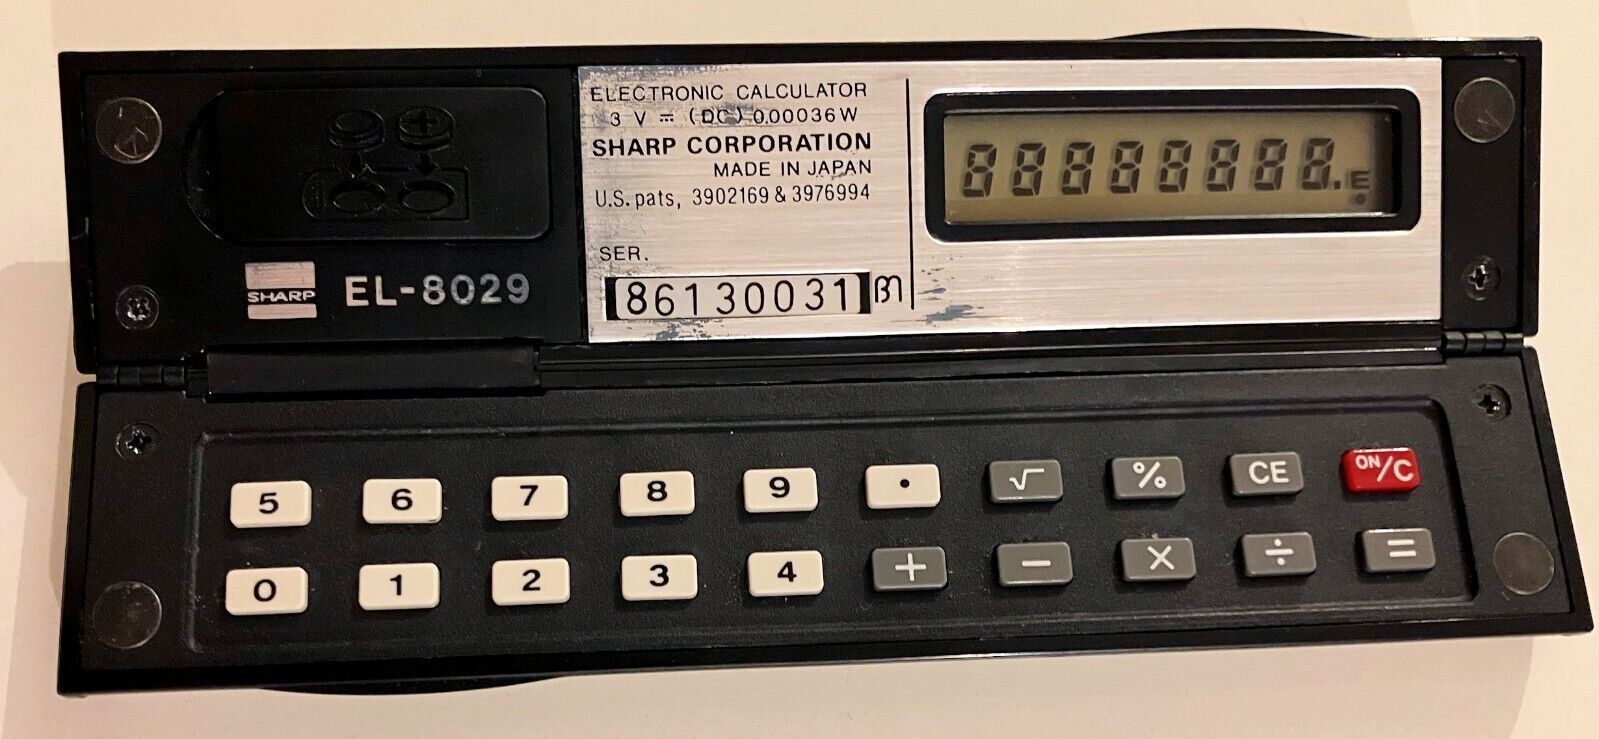 ELECTRONIC CALCULATOR
3 V ⎓ (DC) 0.00036W
SHARP CORPORATION
MADE IN JAPAN
U.S. pats, 3902169 & 3976994
SER.
86130031
SHARP EL-8029
88888888. E
5 6 7 8 9 • √ % CE ON/C
0 1 2 3 4 + − × ÷ =